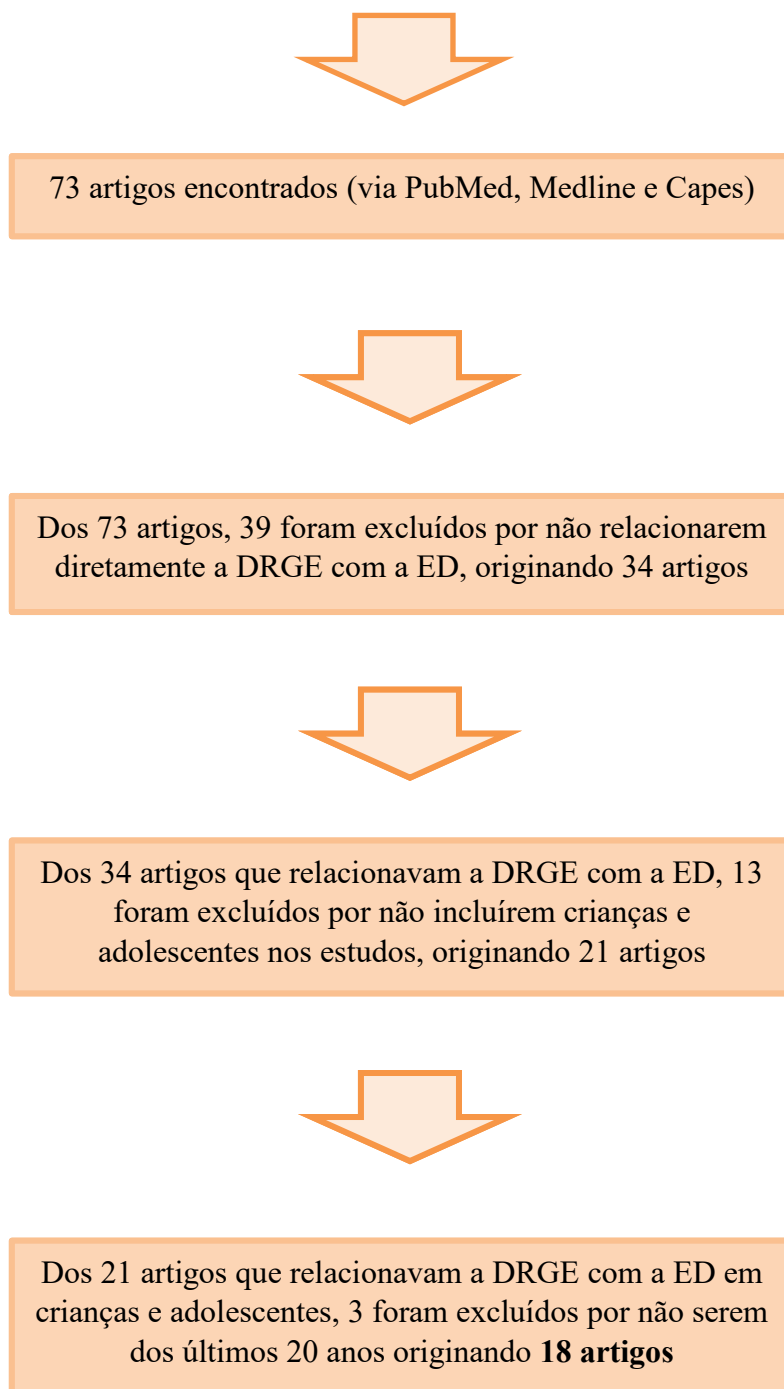 73 artigos encontrados (via PubMed, Medline e Capes)
Dos 73 artigos, 39 foram excluídos por não relacionarem
diretamente a DRGE com a ED, originando 34 artigos
Dos 34 artigos que relacionavam a DRGE com a ED, 13
foram excluídos por não incluírem crianças e
adolescentes nos estudos, originando 21 artigos
Dos 21 artigos que relacionavam a DRGE com a ED em
crianças e adolescentes, 3 foram excluídos por não serem
dos últimos 20 anos originando 18 artigos